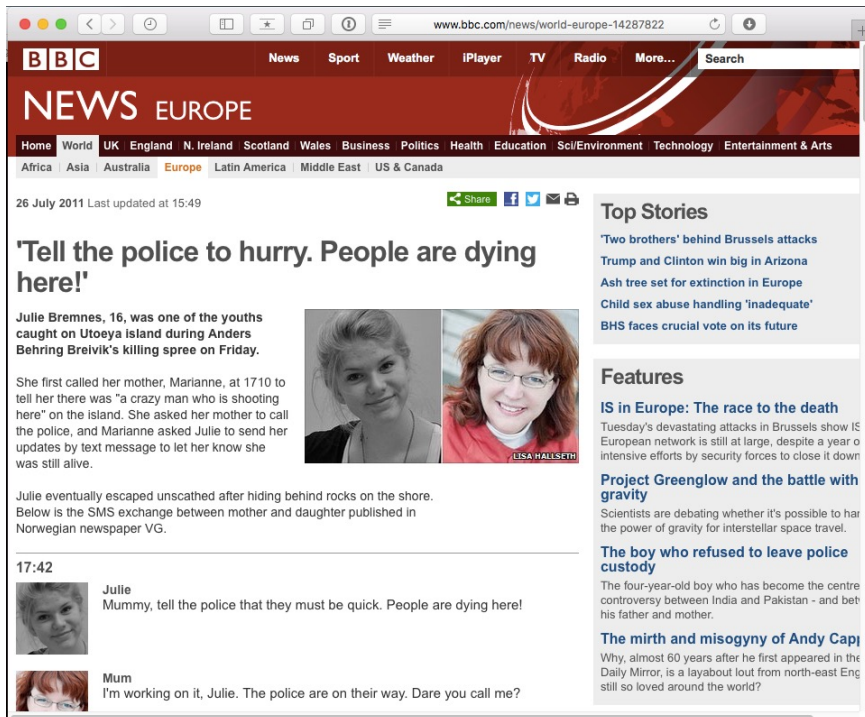 www.bbc.com/news/world-europe-14287822
BBC News Sport Weather iPlayer TV Radio More... Search
NEWS EUROPE
Home World UK England N. Ireland Scotland Wales Business Politics Health Education Sci/Environment Technology Entertainment & Arts
Africa Asia Australia Europe Latin America Middle East US & Canada
26 July 2011 Last updated at 15:49
Share
'Tell the police to hurry. People are dying
here!'
Julie Bremnes, 16, was one of the youths
caught on Utoeya island during Anders
Behring Breivik's killing spree on Friday.
She first called her mother, Marianne, at 1710 to
tell her there was "a crazy man who is shooting
here" on the island. She asked her mother to call
the police, and Marianne asked Julie to send her
updates by text message to let her know she
was still alive.
LISA HALLSETH
Julie eventually escaped unscathed after hiding behind rocks on the shore.
Below is the SMS exchange between mother and daughter published in
Norwegian newspaper VG.
17:42
Julie
Mummy, tell the police that they must be quick. People are dying here!
Mum
I'm working on it, Julie. The police are on their way. Dare you call me?
Top Stories
'Two brothers' behind Brussels attacks
Trump and Clinton win big in Arizona
Ash tree set for extinction in Europe
Child sex abuse handling 'inadequate'
BHS faces crucial vote on its future
Features
IS in Europe: The race to the death
Tuesday's devastating attacks in Brussels show IS
European network is still at large, despite a year o
intensive efforts by security forces to close it down
Project Greenglow and the battle with
gravity
Scientists are debating whether it's possible to har
the power of gravity for interstellar space travel.
The boy who refused to leave police
custody
The four-year-old boy who has become the centre
controversy between India and Pakistan - and bet
his father and mother.
The mirth and misogyny of Andy Capp
Why, almost 60 years after he first appeared in the
Daily Mirror, is a layabout lout from north-east Eng
still so loved around the world?